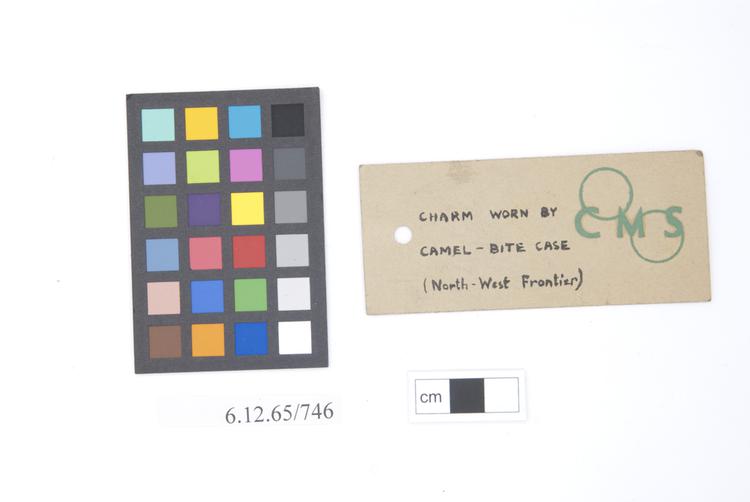 CHARM WORN BY
CAMEL-BITE CASE
(North-West Frontier)
CMS
6.12.65/746
cm